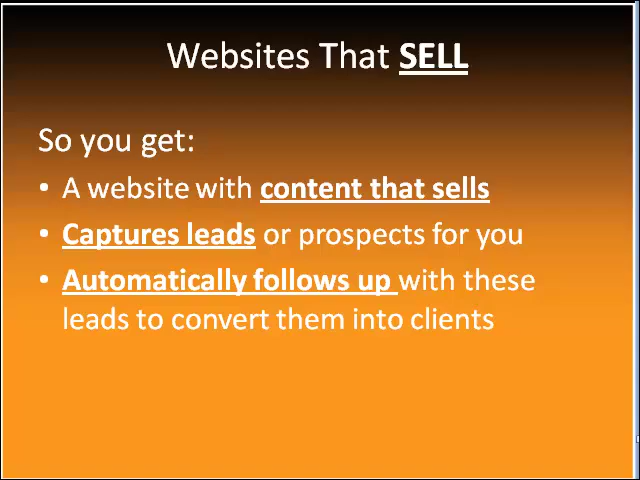 Websites That SELL
So you get:
• A website with content that sells
• Captures leads or prospects for you
• Automatically follows up with these
leads to convert them into clients